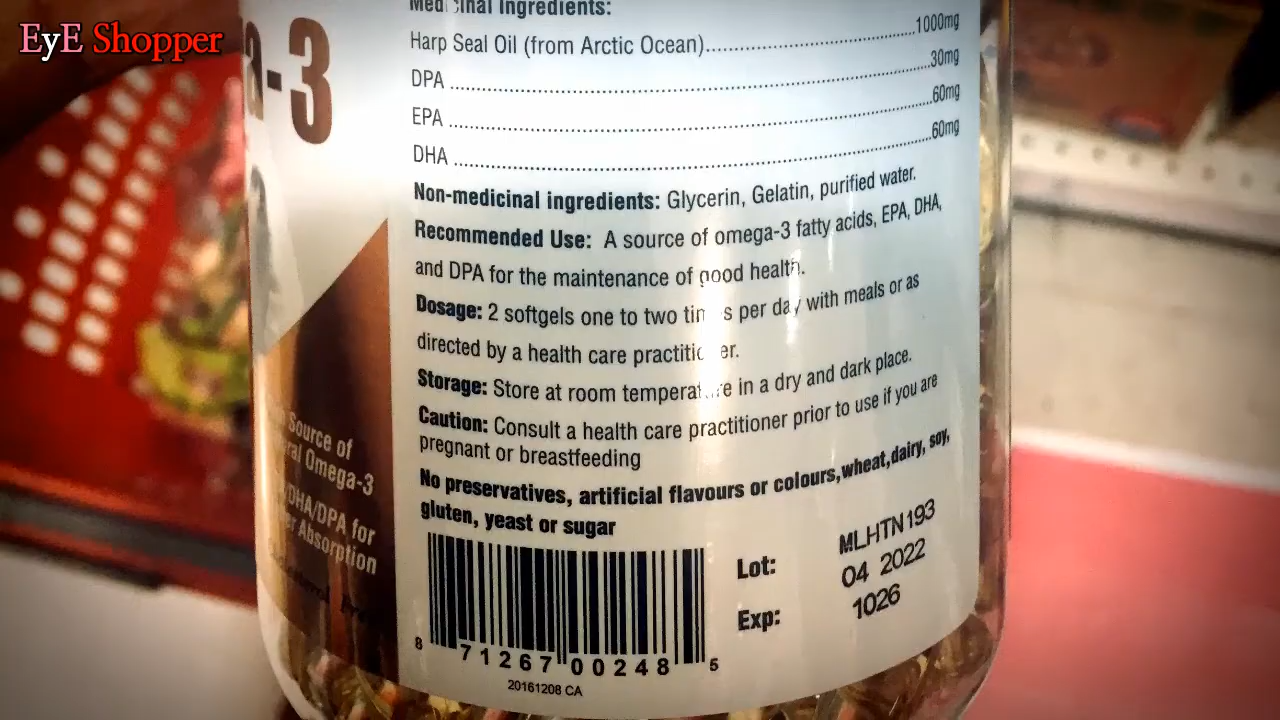 EyE Shopper
-3
Ingredients:
Harp Seal Oil (from Arctic Ocean)..........1000mg
DPA ..........30mg
EPA ..........60mg
DHA ..........60mg
Non-medicinal ingredients: Glycerin, Gelatin, purified water.
Recommended Use: A source of omega-3 fatty acids, EPA, DHA,
and DPA for the maintenance of good health.
Dosage: 2 softgels one to two per day with meals or as
directed by a health care
Storage: Store at room in a dry and dark place.
Caution: Consult a health care practitioner prior to use if you are
pregnant or breastfeeding
No preservatives, artificial flavours or colours,wheat,dairy, soy,
gluten, yeast or sugar
Source of
Omega-3
/DHA/DPA for
Absorption
Lot: MLHTN193
04 2022
Exp: 1026
8 71267 00248 5
20161208 CA